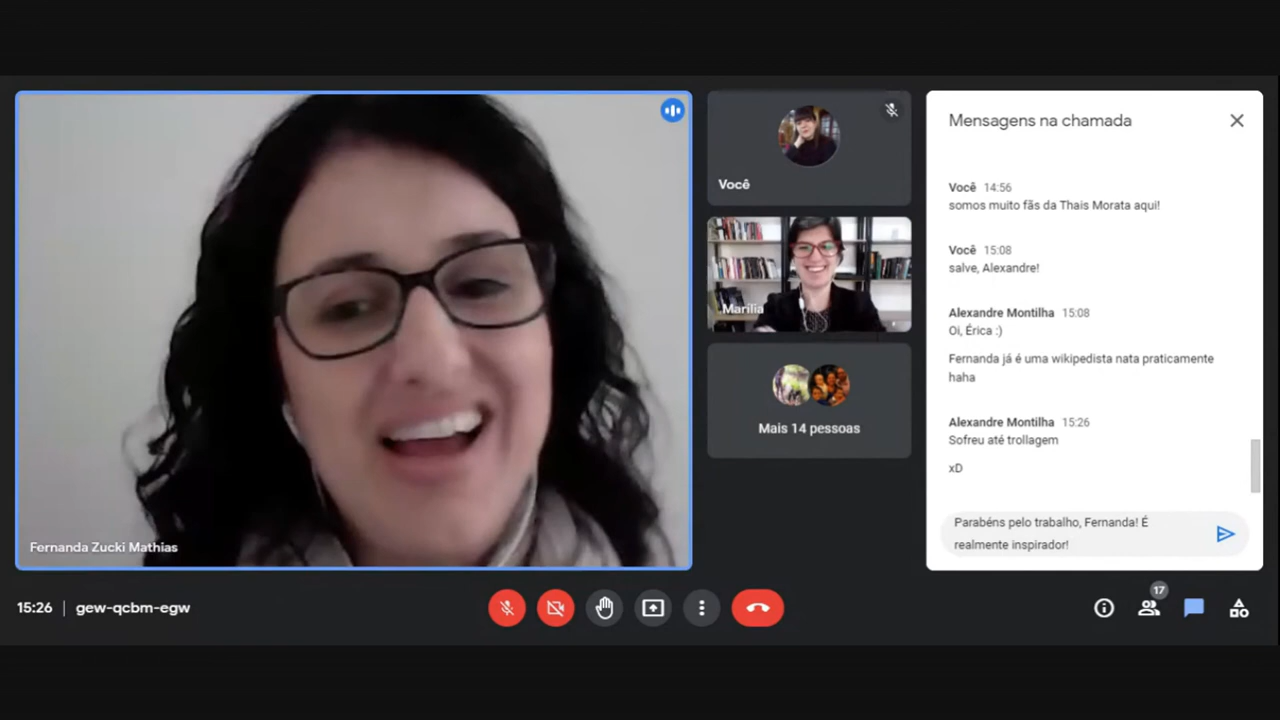 Fernanda Zucki Mathias
Você
Marília
Mais 14 pessoas
Mensagens na chamada
Você 14:56
somos muito fãs da Thais Morata aqui!
Você 15:08
salve, Alexandre!
Alexandre Montilha 15:08
Oi, Érica :)
Fernanda já é uma wikipedista nata praticamente
haha
Alexandre Montilha 15:26
Sofreu até trollagem
xD
Parabéns pelo trabalho, Fernanda! É
realmente inspirador!
15:26 | gew-qcbm-egw
17